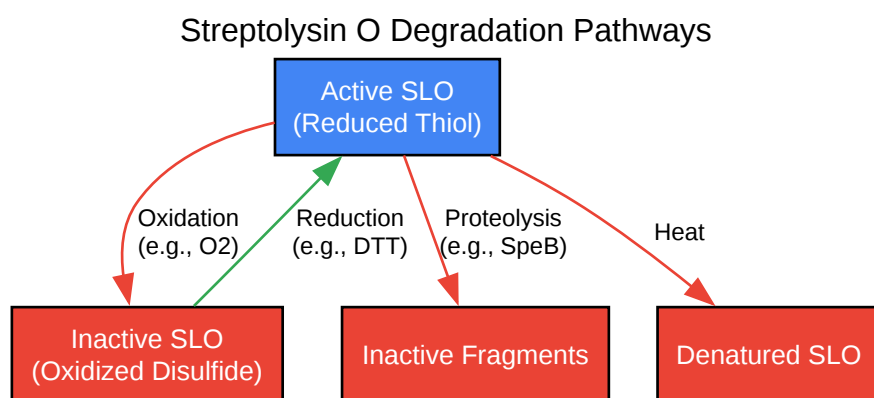 Streptolysin O Degradation Pathways
Active SLO
(Reduced Thiol)
Oxidation
(e.g., O2)
Reduction
(e.g., DTT)
Proteolysis
(e.g., SpeB)
Heat
Inactive SLO
(Oxidized Disulfide)
Inactive Fragments
Denatured SLO